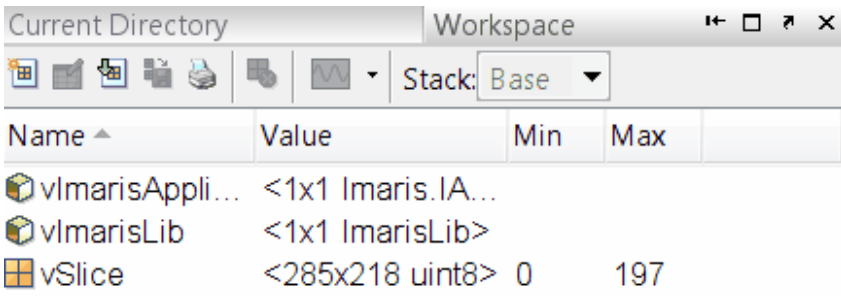 Current Directory Workspace
Stack: Base
Name Value Min Max
vImarisAppli... <1x1 Imaris.IA...
vImarisLib <1x1 ImarisLib>
vSlice <285x218 uint8> 0 197